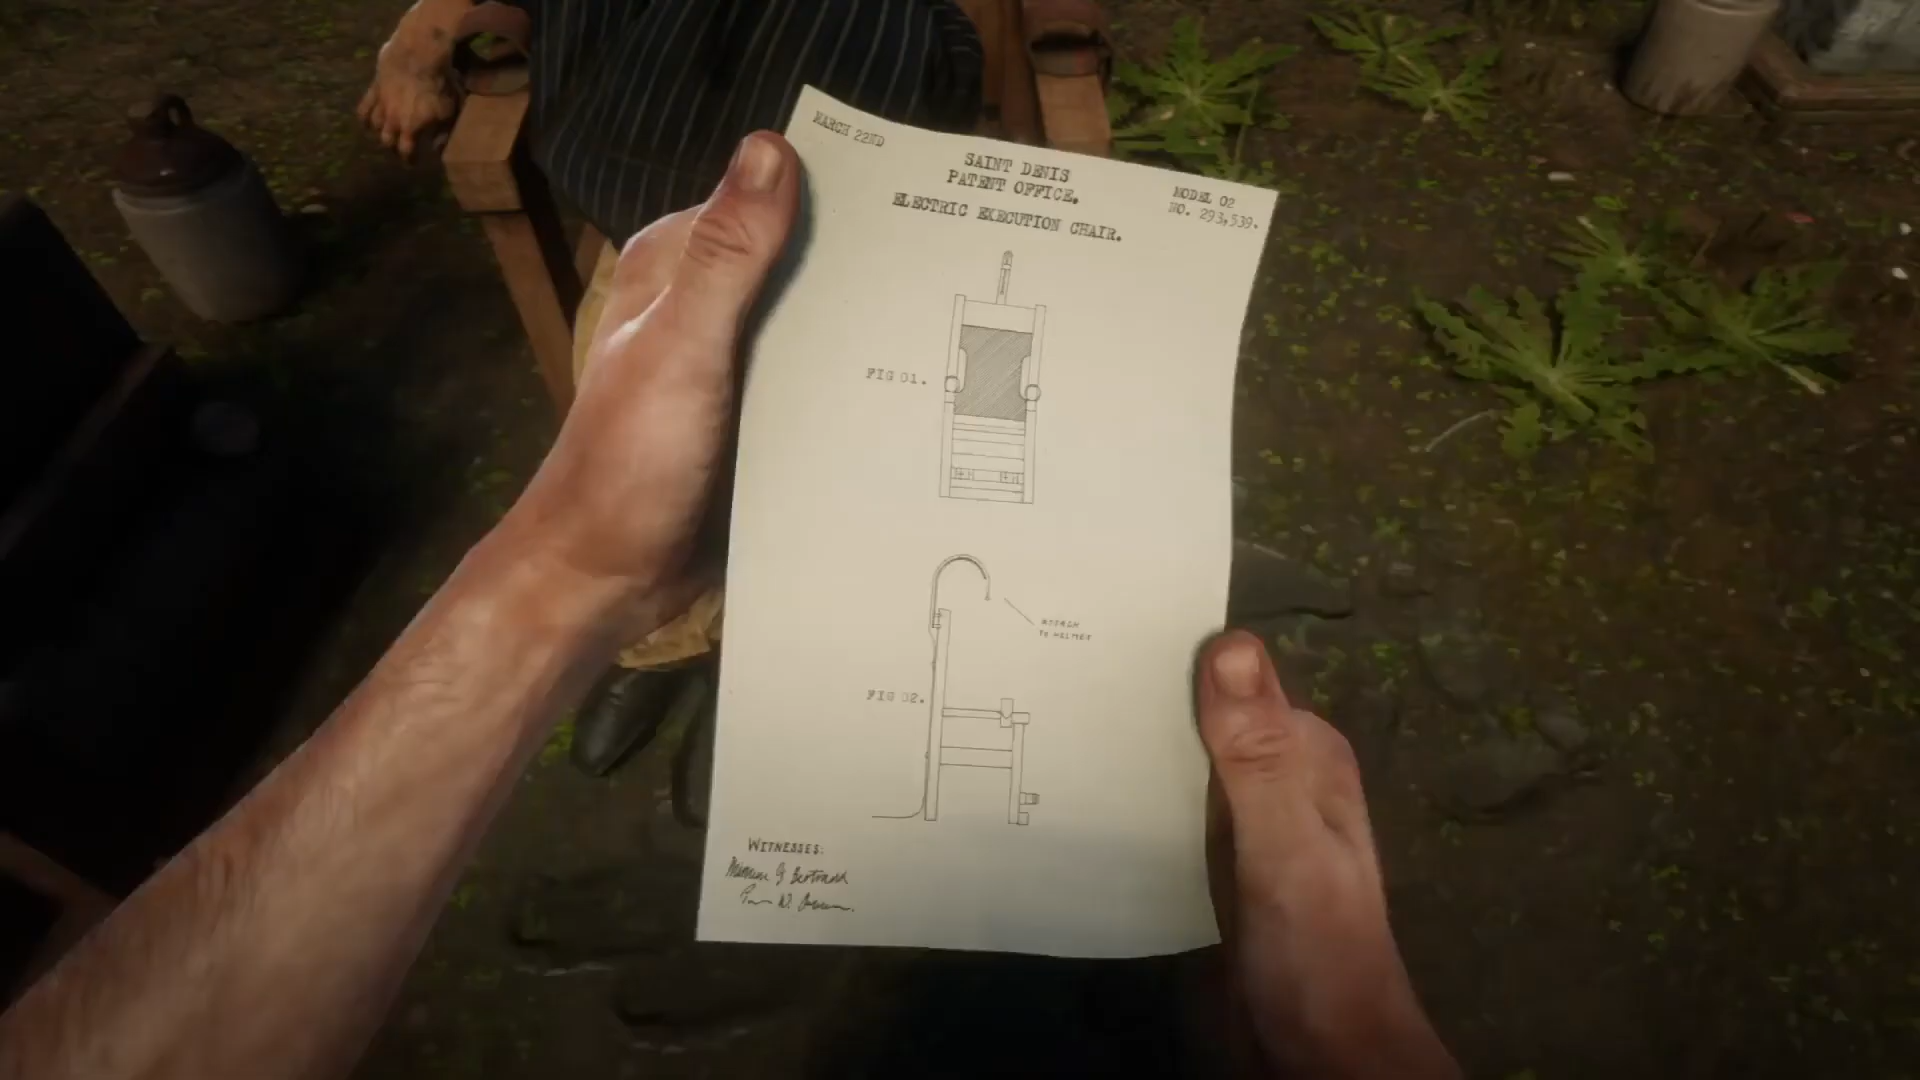 MARCH 22ND
SAINT DENIS
PATENT OFFICE.
MODEL 02
NO. 293,539.
ELECTRIC EXECUTION CHAIR.
FIG 01.
ATTACH
TO HELMET
FIG 02.
WITNESSES:
G Bertrand
W.